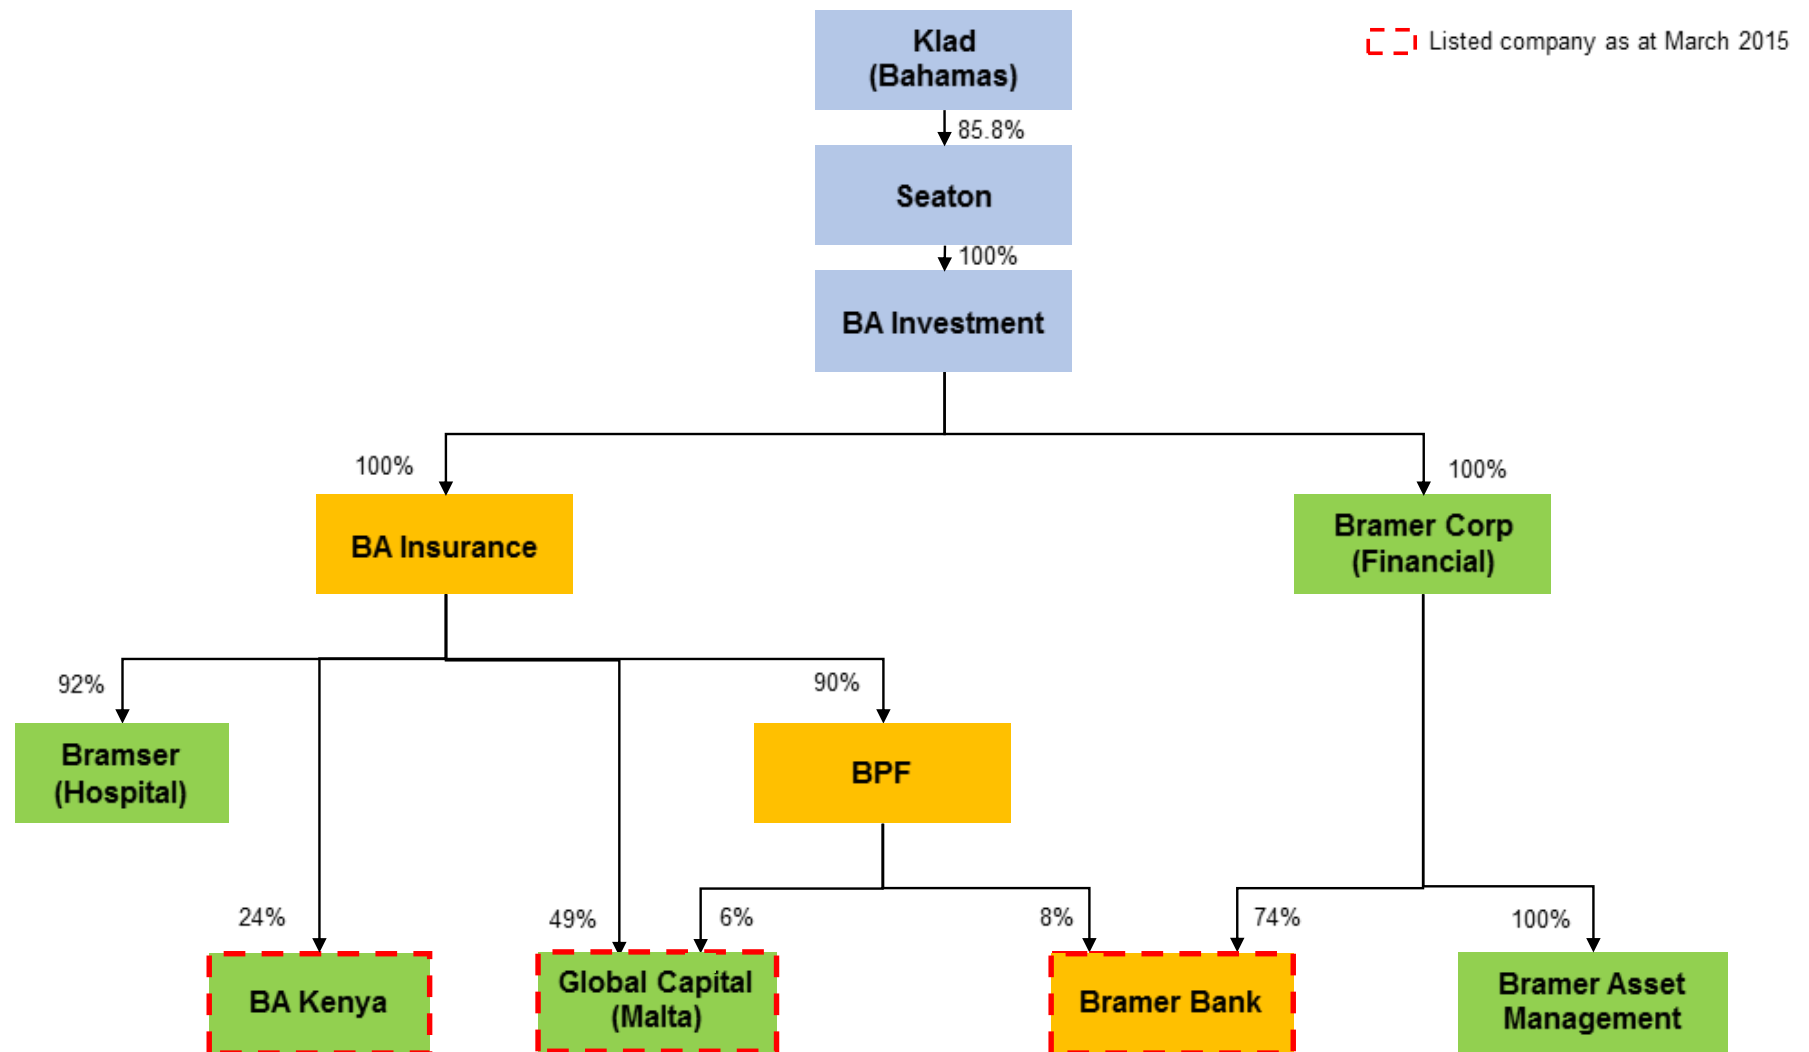 Klad
(Bahamas)
Listed company as at March 2015
85.8%
Seaton
100%
BA Investment
100%
100%
BA Insurance
Bramer Corp
(Financial)
92%
90%
Bramser
(Hospital)
BPF
24%
49%
6%
8%
74%
100%
BA Kenya
Global Capital
(Malta)
Bramer Bank
Bramer Asset
Management